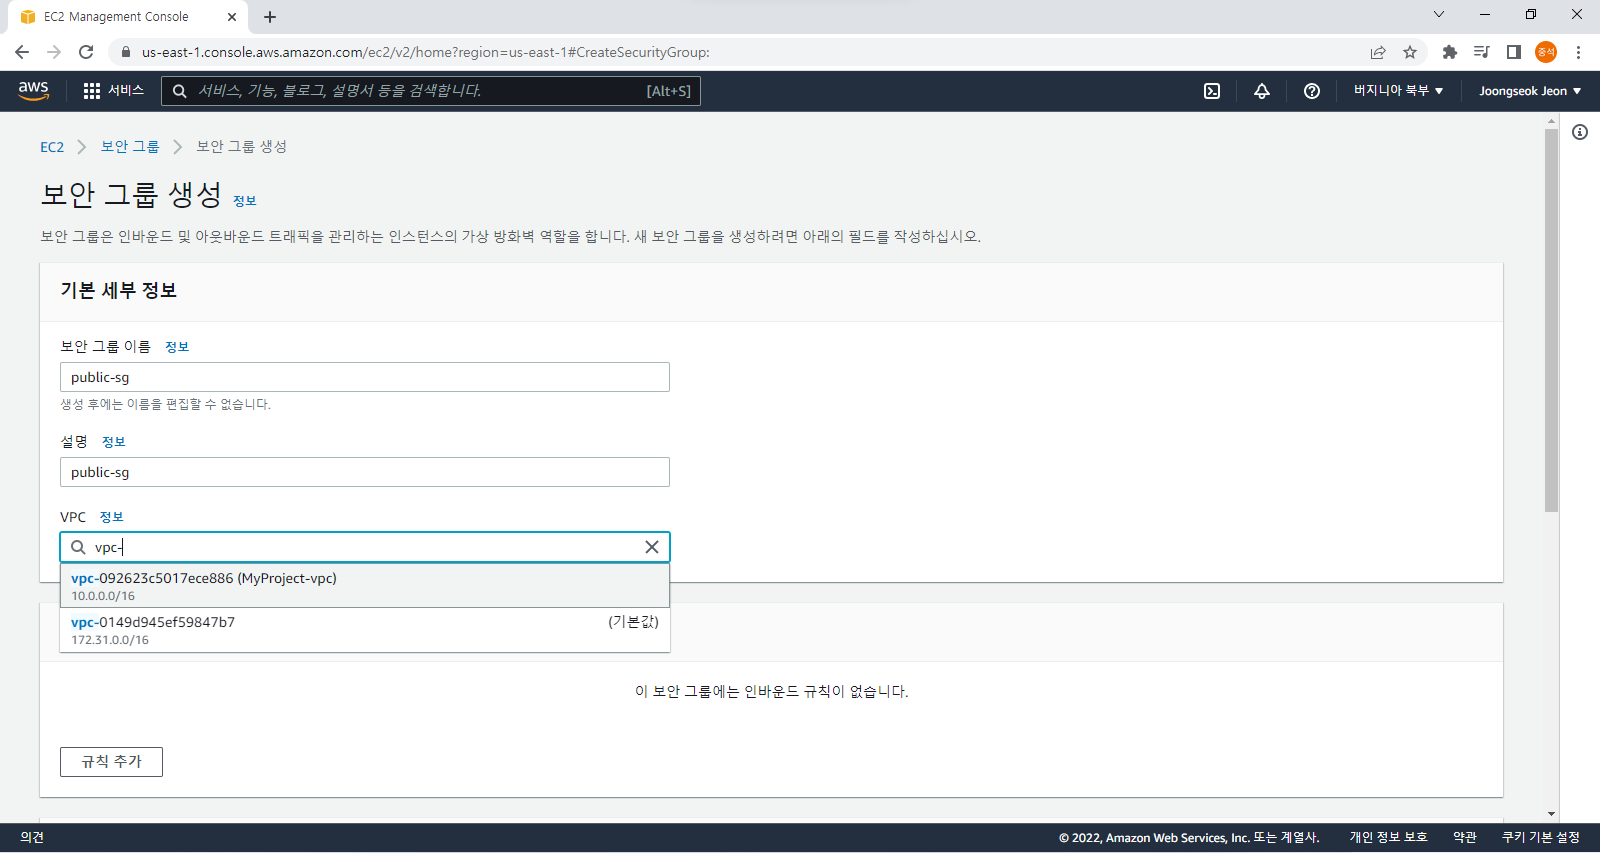 EC2 Management Console
us-east-1.console.aws.amazon.com/ec2/v2/home?region=us-east-1#CreateSecurityGroup:
중석
aws 서비스 서비스, 기능, 블로그, 설명서 등을 검색합니다. [Alt+S] 버지니아 북부 Joongseok Jeon
EC2 보안 그룹 보안 그룹 생성
보안 그룹 생성 정보
보안 그룹은 인바운드 및 아웃바운드 트래픽을 관리하는 인스턴스의 가상 방화벽 역할을 합니다. 새 보안 그룹을 생성하려면 아래의 필드를 작성하십시오.
기본 세부 정보
보안 그룹 이름 정보
public-sg
생성 후에는 이름을 편집할 수 없습니다.
설명 정보
public-sg
VPC 정보
vpc-
vpc-092623c5017ece886 (MyProject-vpc)
10.0.0.0/16
vpc-0149d945ef59847b7 (기본값)
172.31.0.0/16
이 보안 그룹에는 인바운드 규칙이 없습니다.
규칙 추가
의견 © 2022, Amazon Web Services, Inc. 또는 계열사. 개인 정보 보호 약관 쿠키 기본 설정